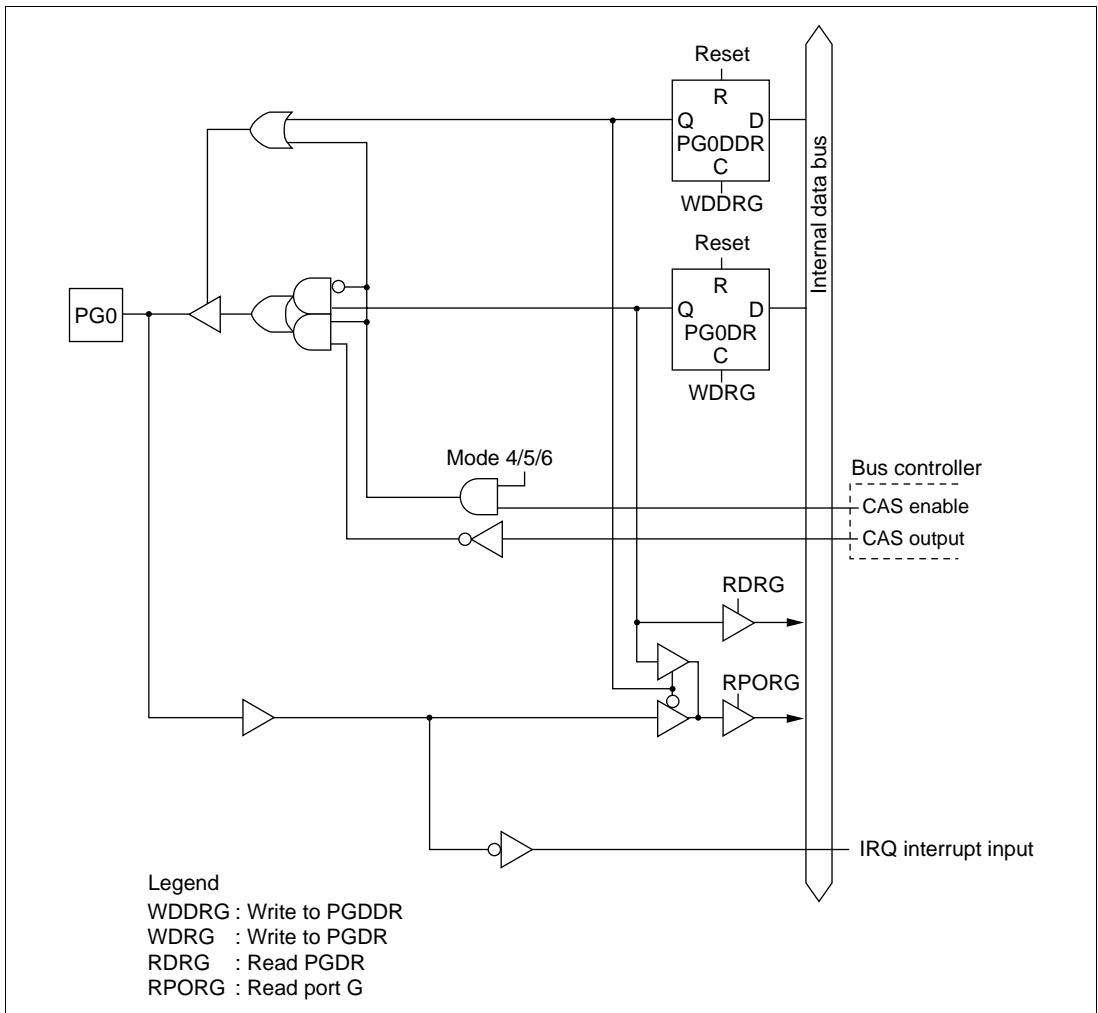 Reset
R
Q D
PG0DDR
C
WDDRG
Internal data bus
Reset
R
Q D
PG0DR
C
WDRG
PG0
Mode 4/5/6
Bus controller
CAS enable
CAS output
RDRG
RPORG
IRQ interrupt input
Legend
WDDRG : Write to PGDDR
WDRG : Write to PGDR
RDRG : Read PGDR
RPORG : Read port G